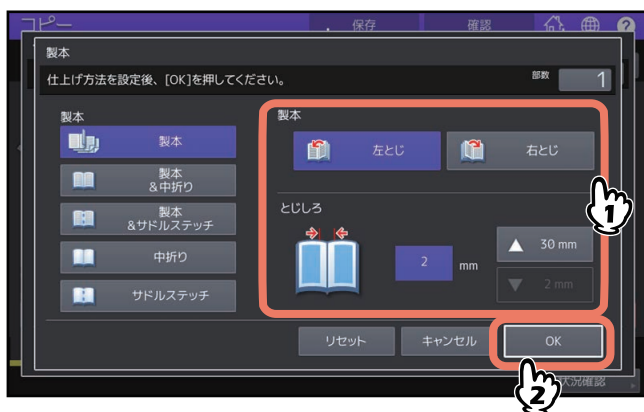 コピー
保存
確認
製本
仕上げ方法を設定後、[OK]を押してください。
部数
1
製本
製本
製本
&中折り
製本
&サドルステッチ
中折り
サドルステッチ
製本
左とじ
右とじ
とじしろ
2
mm
30 mm
2 mm
1
リセット
キャンセル
OK
2
状況確認